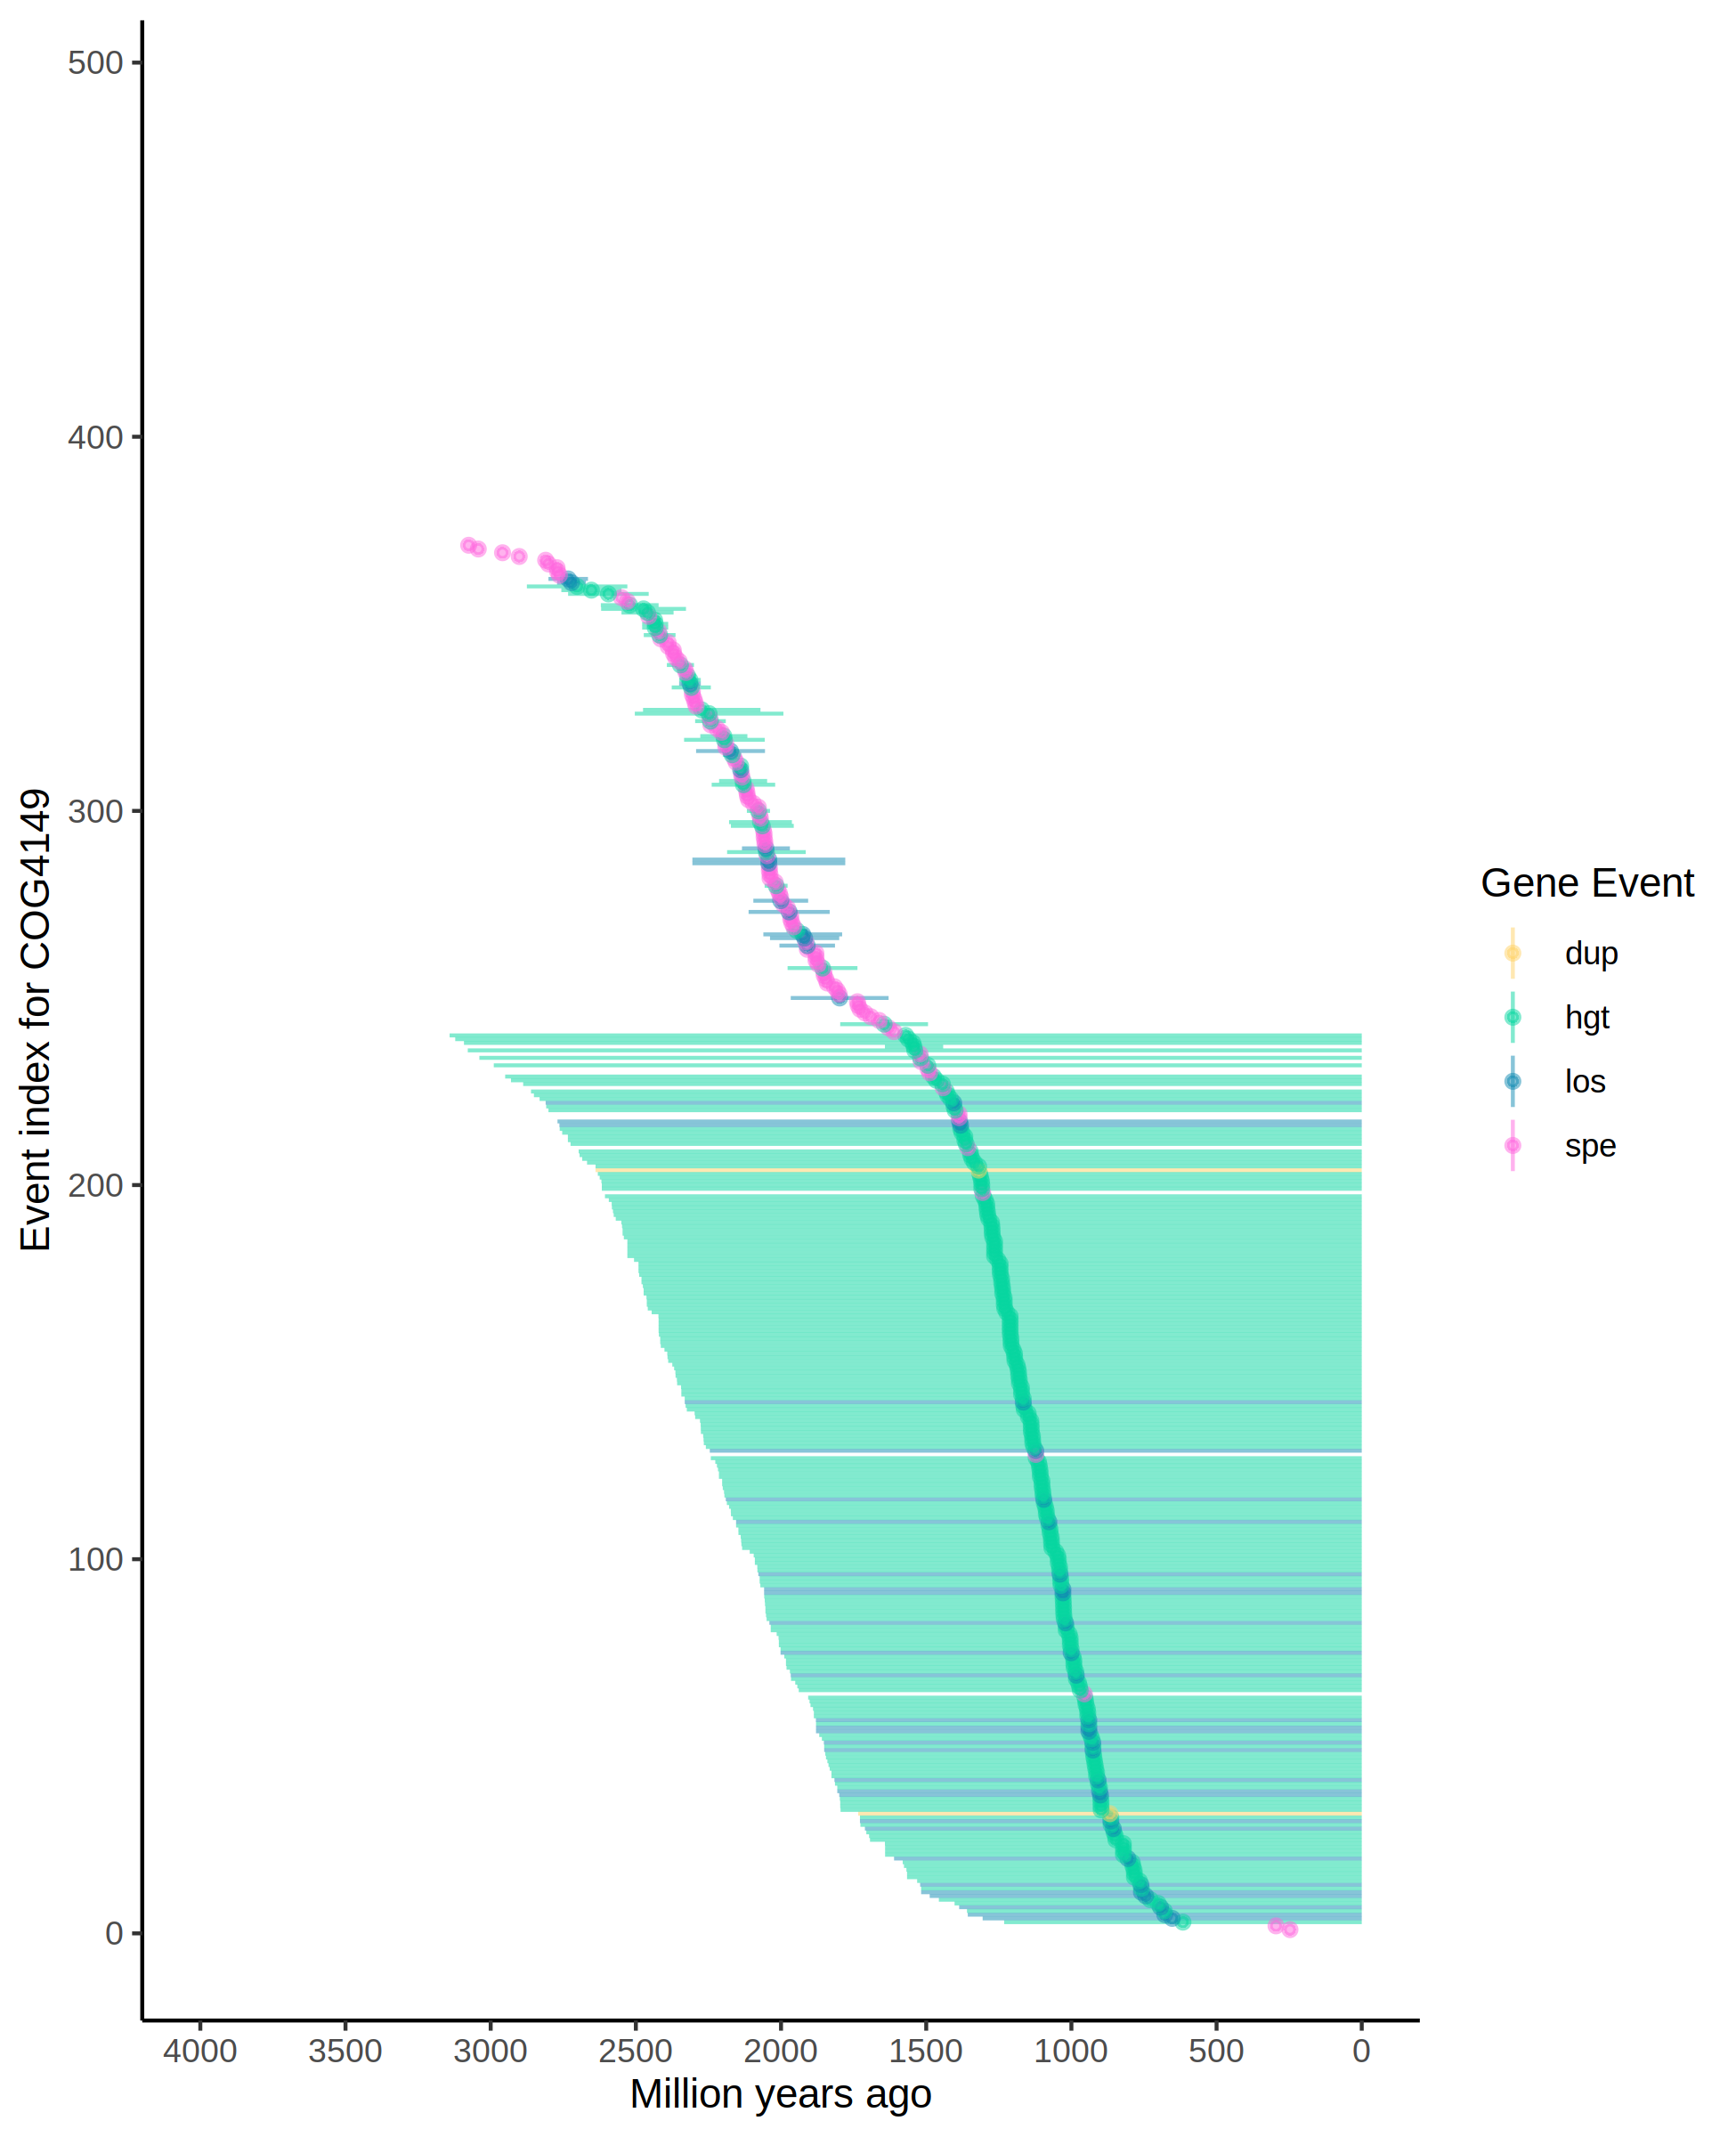 500
400
300
200
100
0
Event index for COG4149
4000 3500 3000 2500 2000 1500 1000 500 0
Million years ago
Gene Event
dup
hgt
los
spe